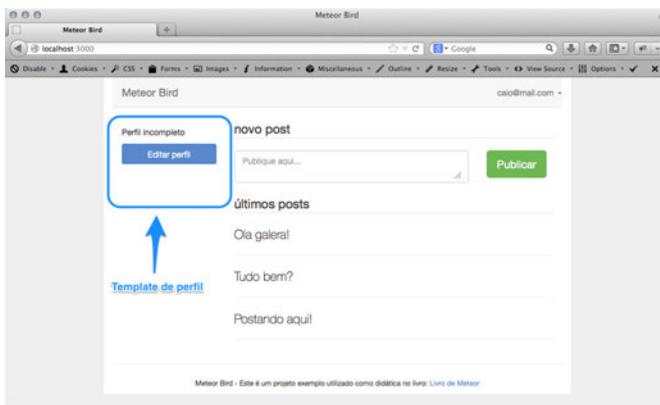 Meteor Bird
Meteor Bird
localhost:3000
Google
Disable Cookies CSS Forms Images Information Miscellaneous Outline Resize Tools View Source Options
Meteor Bird
caio@mail.com
Perfil incompleto
Editar perfil
novo post
Publique aqui...
Publicar
últimos posts
Ola galera!
Tudo bem?
Postando aqui!
Template de perfil
Meteor Bird - Este é um projeto exemplo utilizado como didática no livro: Livro de Meteor